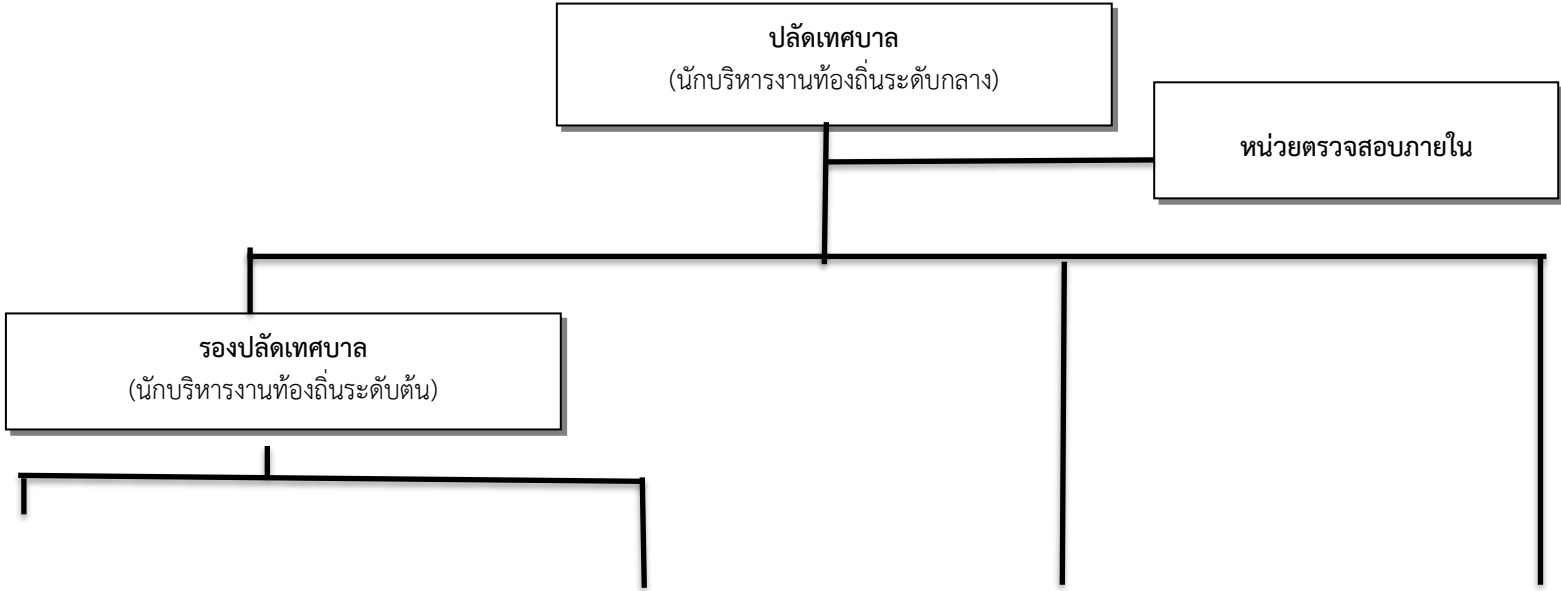 ปลัดเทศบาล
(นักบริหารงานท้องถิ่นระดับกลาง)
หน่วยตรวจสอบภายใน
รองปลัดเทศบาล
(นักบริหารงานท้องถิ่นระดับต้น)